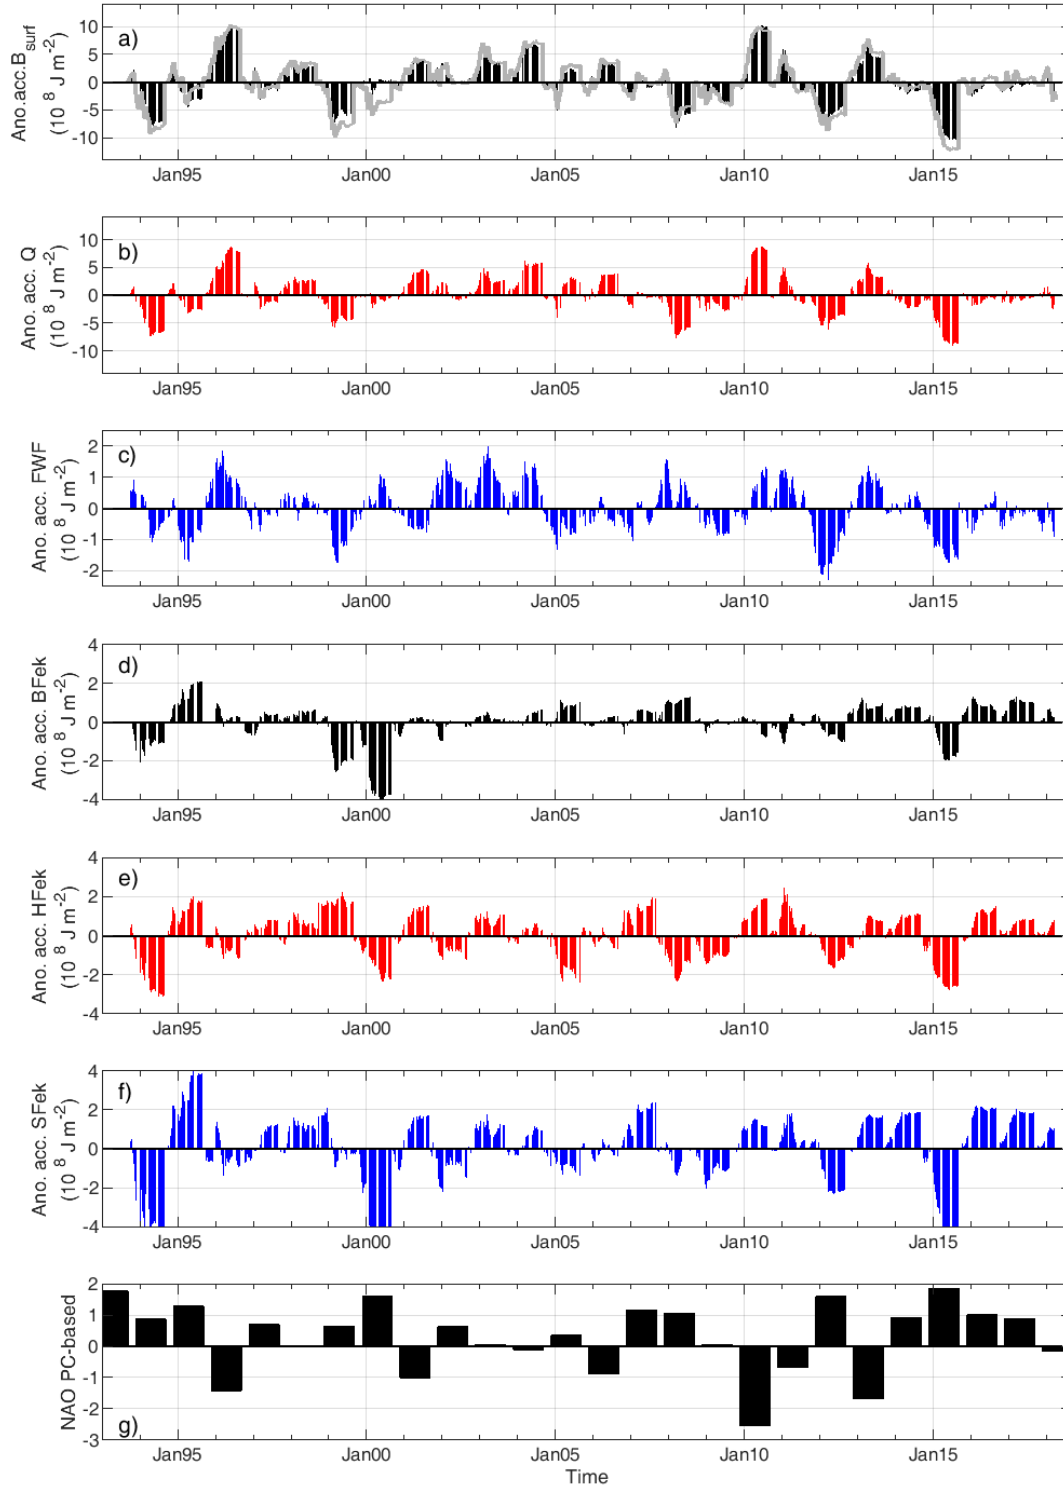 Ano.acc.B_surf
(10 ^8 J m^-2)
a)
10
5
0
-5
-10
Jan95 Jan00 Jan05 Jan10 Jan15
Ano. acc. Q
(10 ^8 J m^-2)
b)
10
5
0
-5
-10
Jan95 Jan00 Jan05 Jan10 Jan15
Ano. acc. FWF
(10 ^8 J m^-2)
c)
2
1
0
-1
-2
Jan95 Jan00 Jan05 Jan10 Jan15
Ano. acc. BFek
(10 ^8 J m^-2)
d)
4
2
0
-2
-4
Jan95 Jan00 Jan05 Jan10 Jan15
Ano. acc. HFek
(10 ^8 J m^-2)
e)
4
2
0
-2
-4
Jan95 Jan00 Jan05 Jan10 Jan15
Ano. acc. SFek
(10 ^8 J m^-2)
f)
4
2
0
-2
-4
Jan95 Jan00 Jan05 Jan10 Jan15
NAO PC-based
g)
2
1
0
-1
-2
-3
Jan95 Jan00 Jan05 Jan10 Jan15
Time